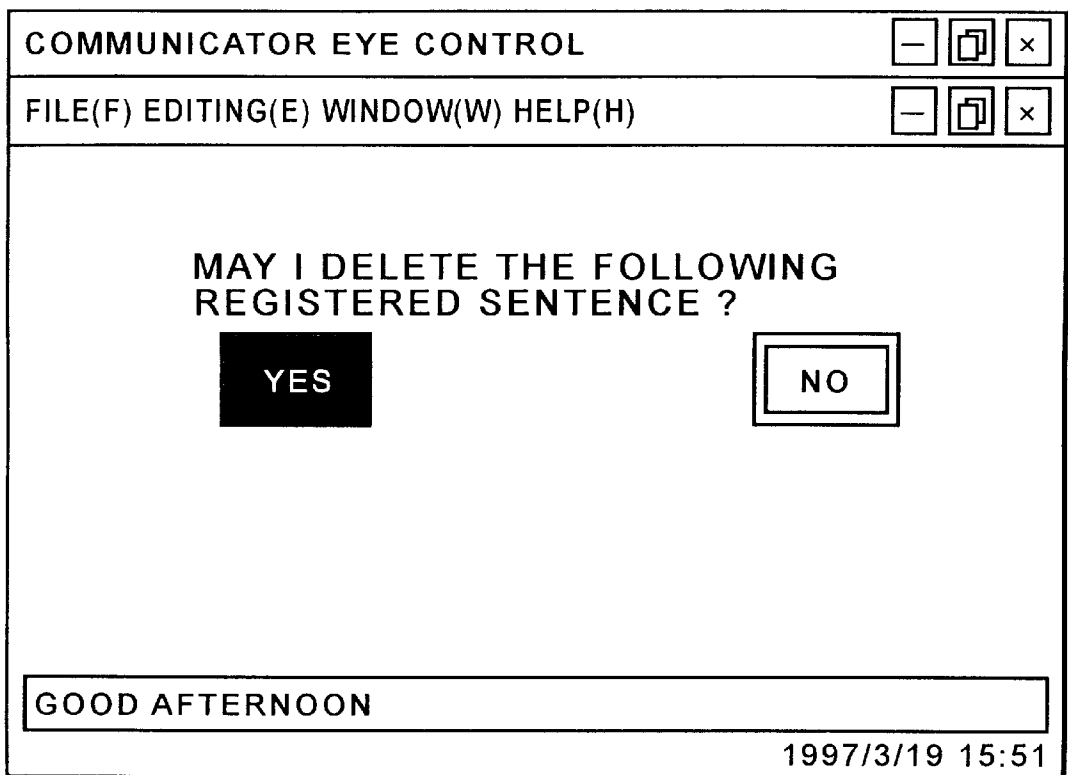 COMMUNICATOR EYE CONTROL
FILE(F) EDITING(E) WINDOW(W) HELP(H)
MAY I DELETE THE FOLLOWING
REGISTERED SENTENCE ?
YES NO
GOOD AFTERNOON
1997/3/19 15:51